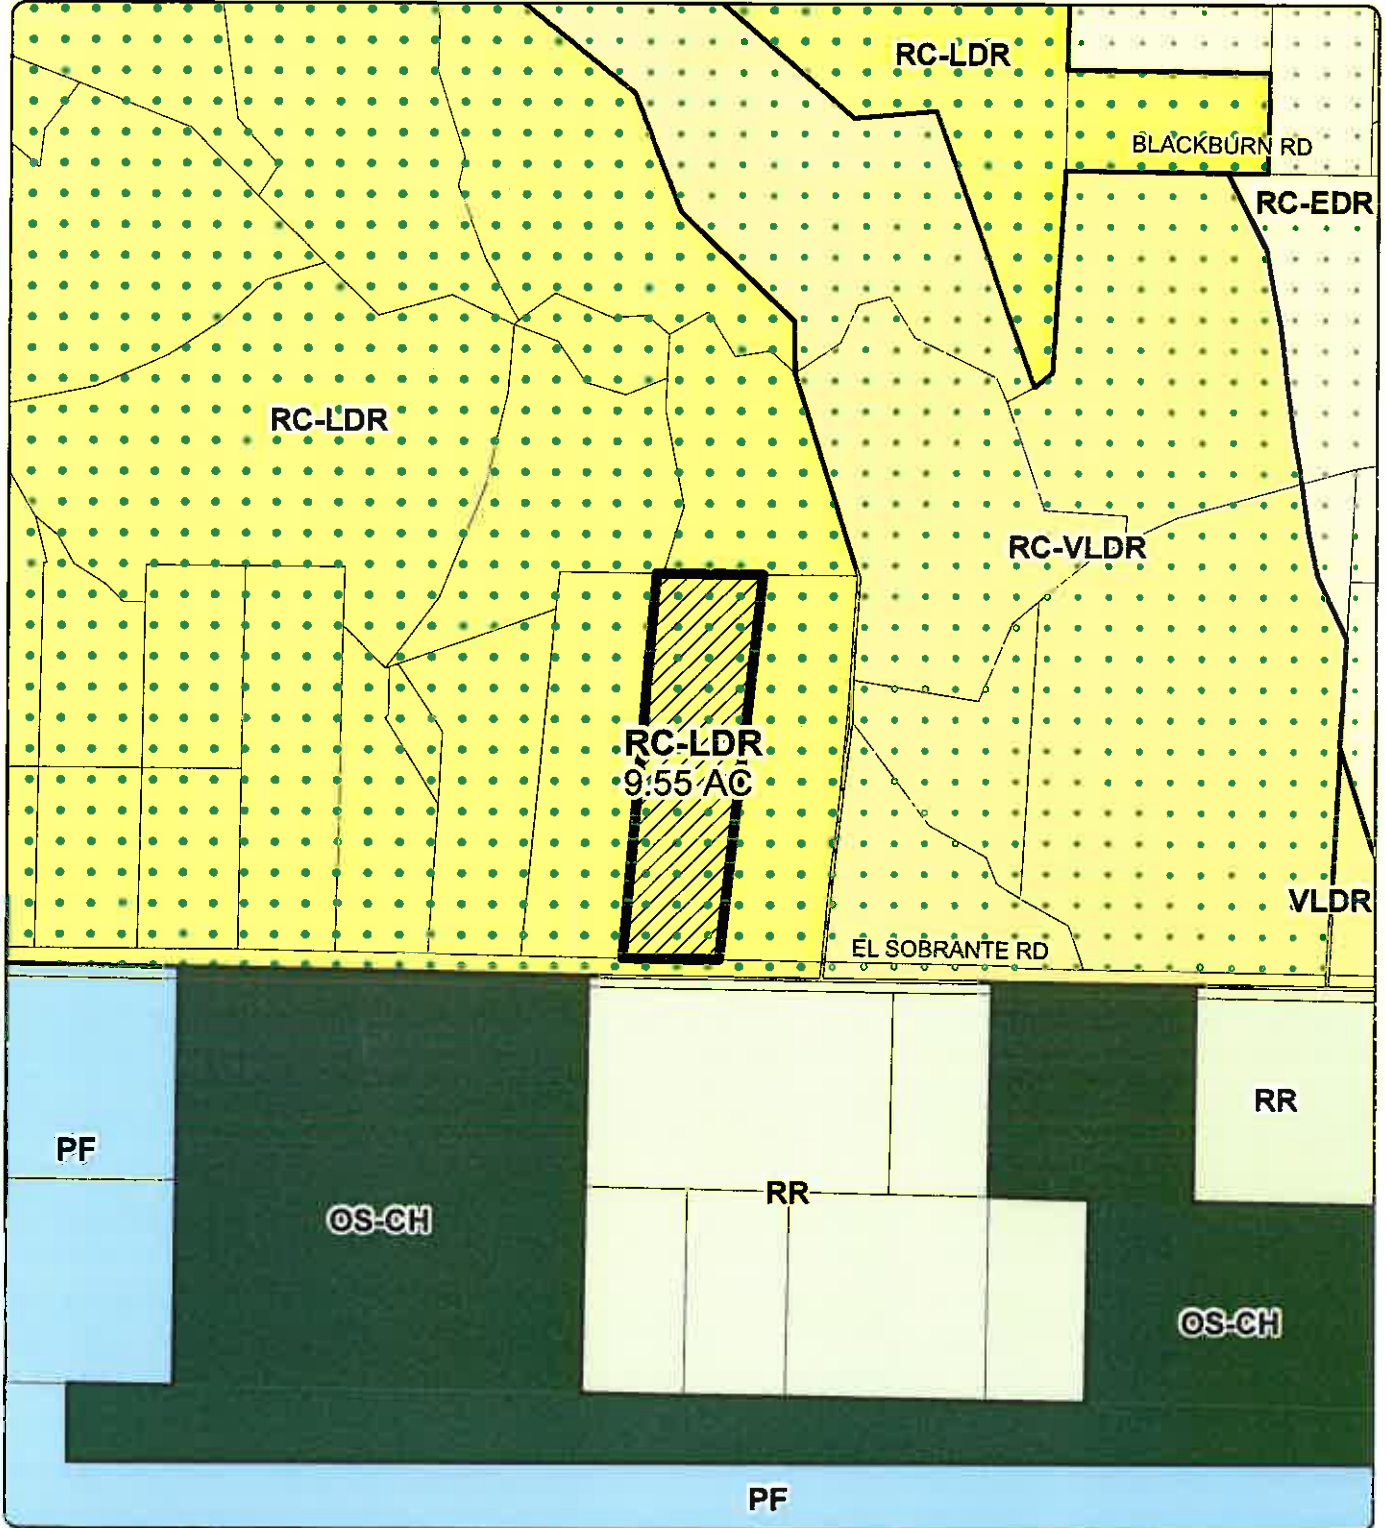 RC-LDR
BLACKBURN RD
RC-EDR
RC-LDR
RC-VLDR
RC-LDR
9.55 AC
VLDR
EL SOBRANTE RD
RR
PF
RR
OS-CH
OS-CH
PF